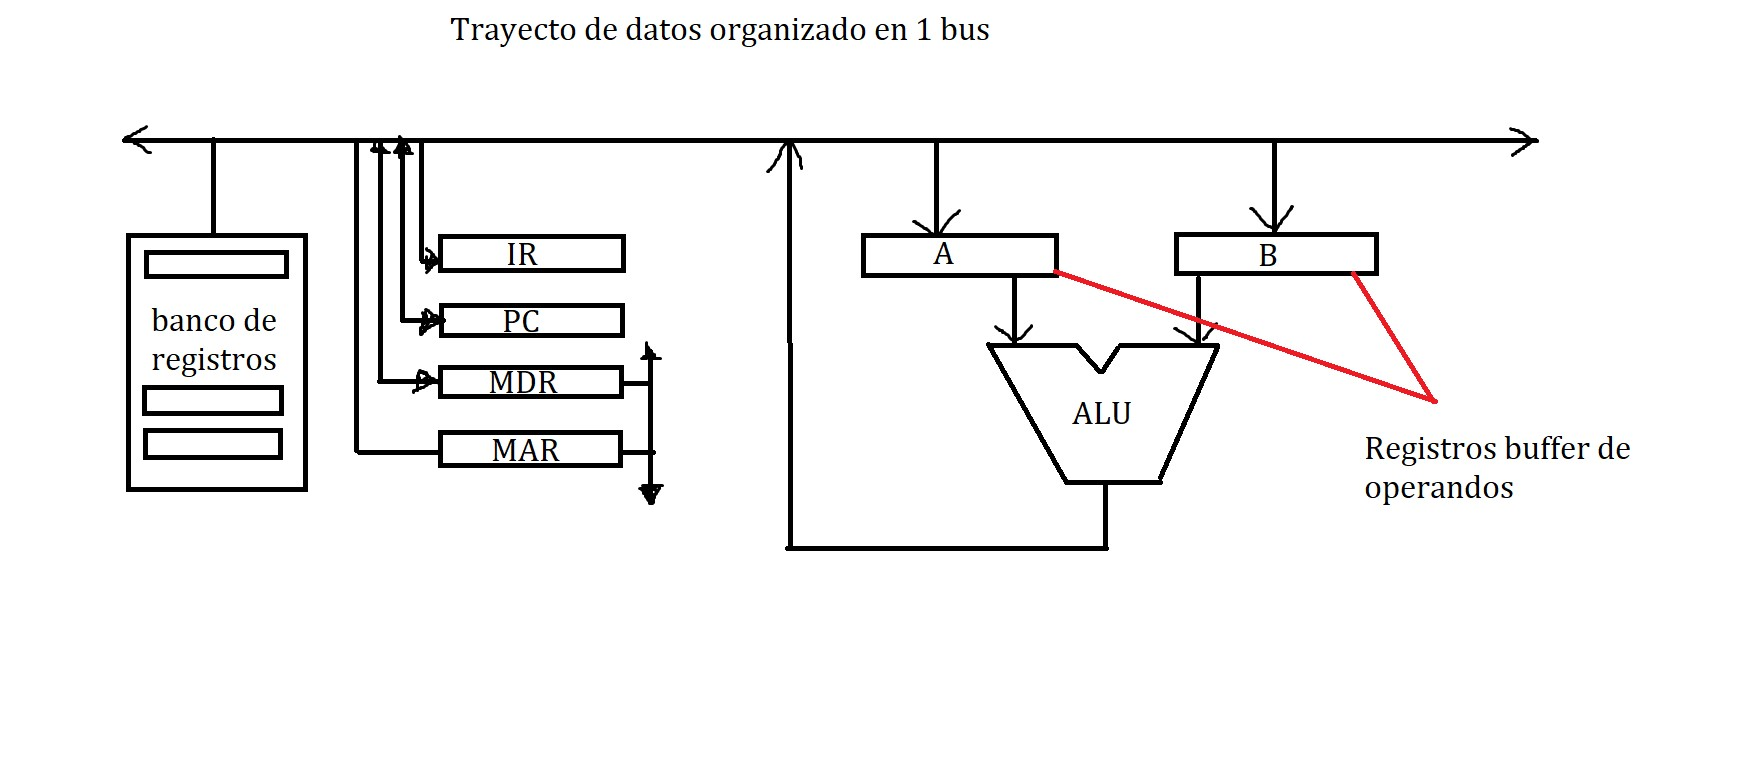 Trayecto de datos organizado en 1 bus
banco de
registros
IR
PC
MDR
MAR
A
B
ALU
Registros buffer de
operandos